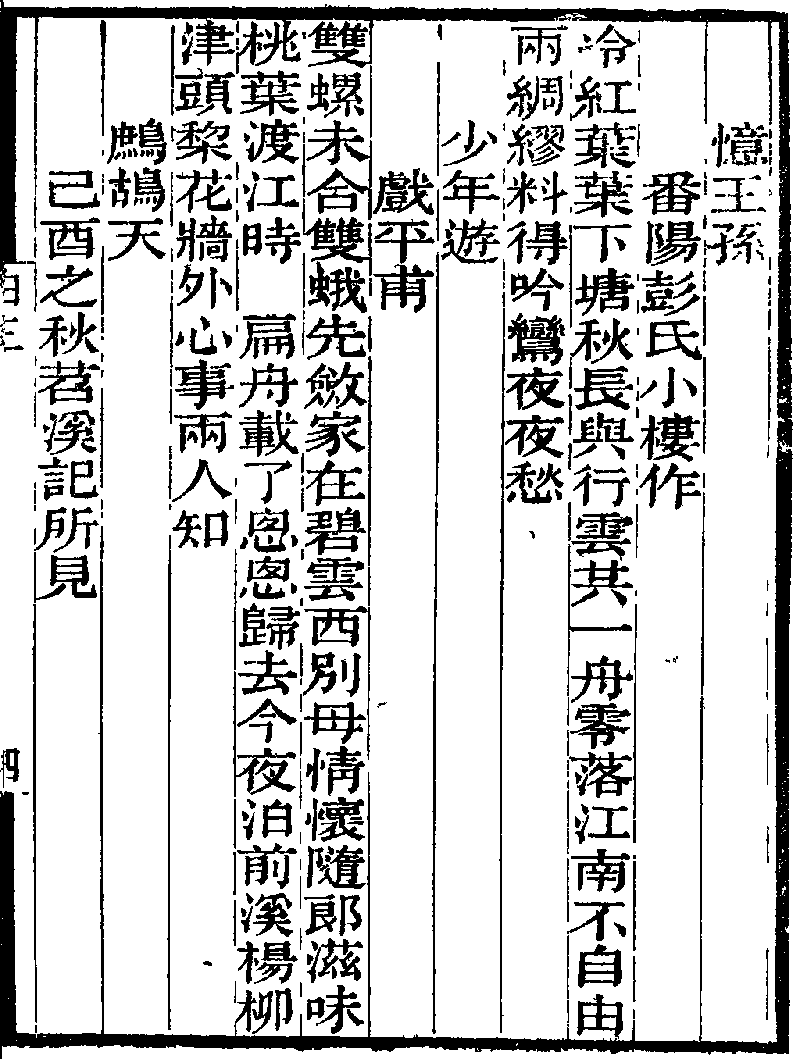 憶王孫
番陽彭氏小樓作
冷紅葉葉下塘秋長與行雲共一舟零落江南不自由
兩綢繆料得吟鸞夜夜愁
少年遊
戲平甫
雙螺未合雙蛾先斂家在碧雲西別母情懷隨郞滋味
桃葉渡江時　扁舟載了悤悤歸去今夜泊前溪楊柳
津頭棃花牆外心事兩人知
鷓鴣天
己酉之秋苕溪記所見
四